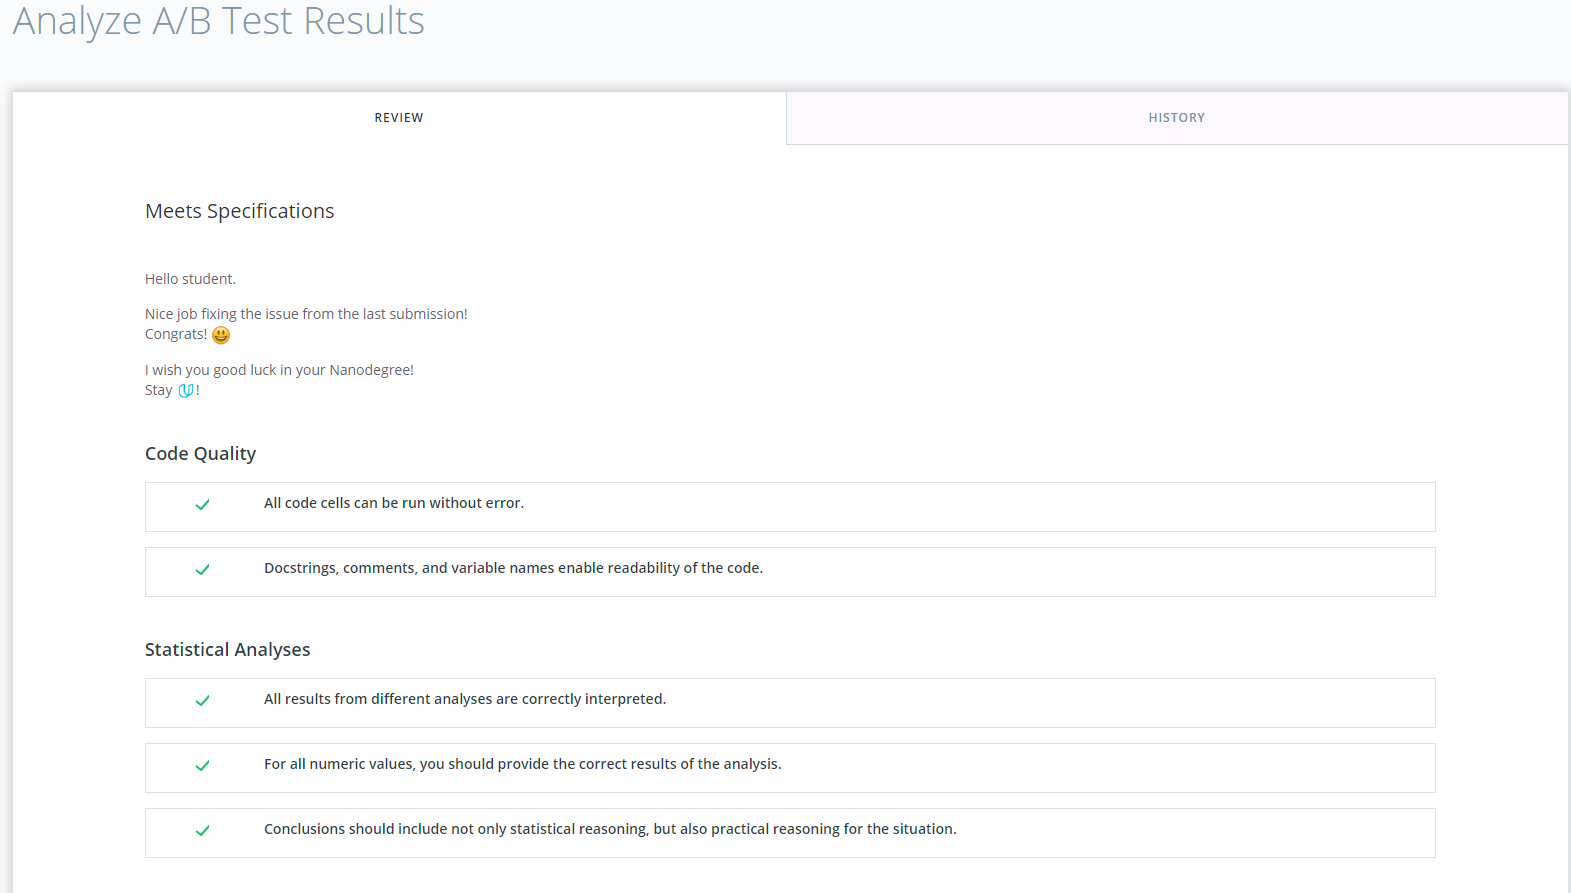 Analyze A/B Test Results
REVIEW
HISTORY
Meets Specifications
Hello student.
Nice job fixing the issue from the last submission!
Congrats! 😃
I wish you good luck in your Nanodegree!
Stay !
Code Quality
All code cells can be run without error.
Docstrings, comments, and variable names enable readability of the code.
Statistical Analyses
All results from different analyses are correctly interpreted.
For all numeric values, you should provide the correct results of the analysis.
Conclusions should include not only statistical reasoning, but also practical reasoning for the situation.